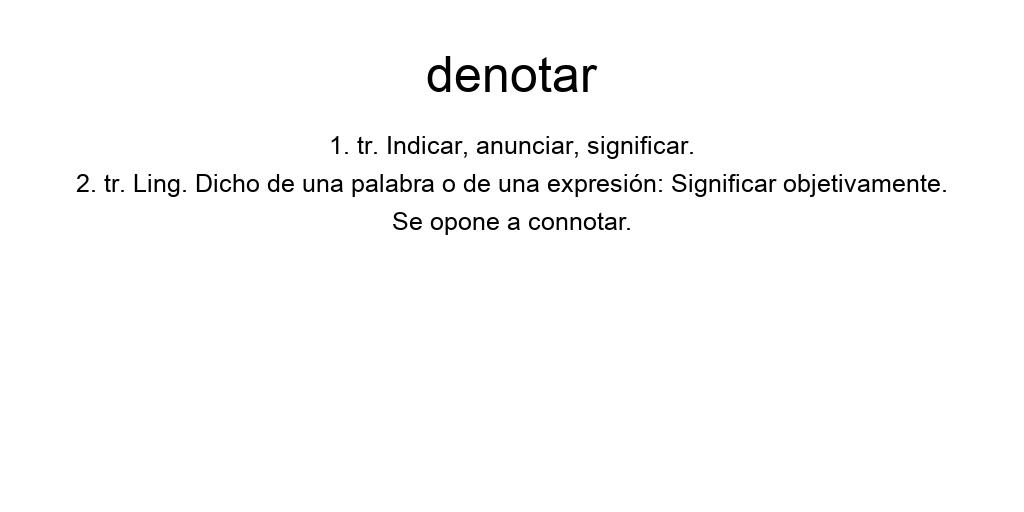 denotar
1. tr. Indicar, anunciar, significar.
2. tr. Ling. Dicho de una palabra o de una expresión: Significar objetivamente.
Se opone a connotar.